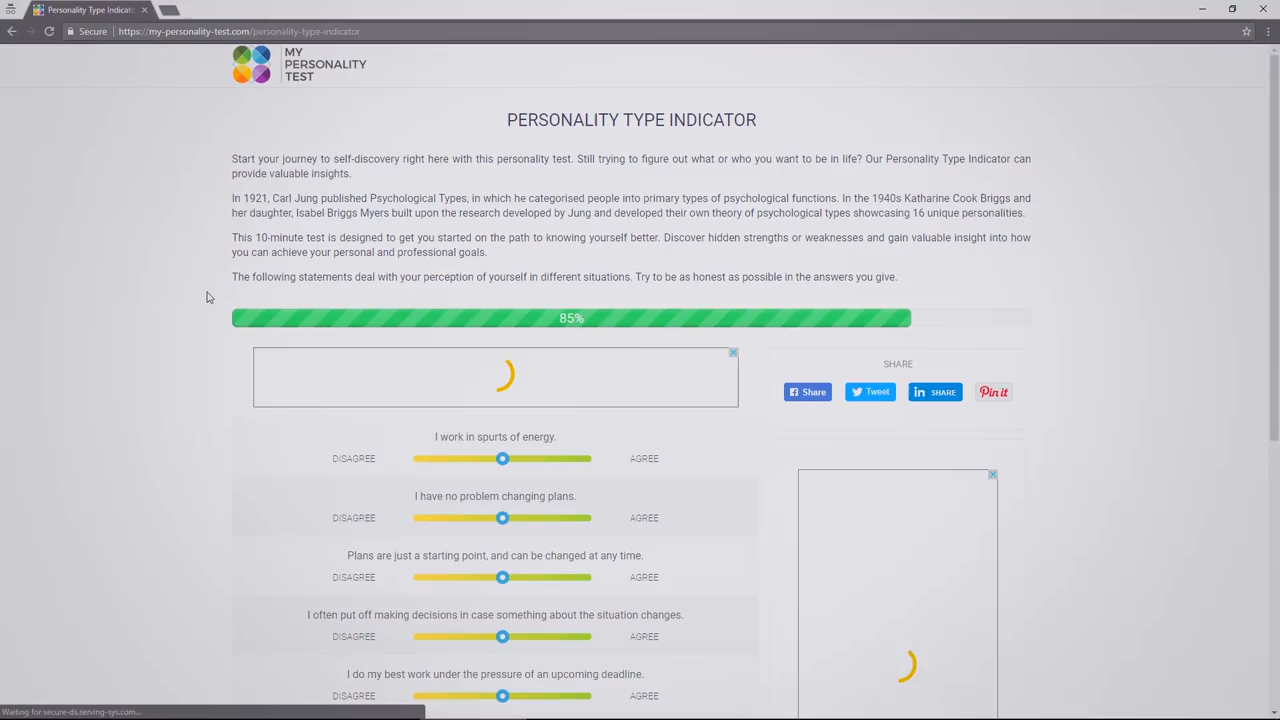 Personality Type Indicato
Secure
https://my-personality-test.com/personality-type-indicator
MY
PERSONALITY
TEST
PERSONALITY TYPE INDICATOR
Start your journey to self-discovery right here with this personality test. Still trying to figure out what or who you want to be in life? Our Personality Type Indicator can
provide valuable insights.
In 1921, Carl Jung published Psychological Types, in which he categorised people into primary types of psychological functions. In the 1940s Katharine Cook Briggs and
her daughter, Isabel Briggs Myers built upon the research developed by Jung and developed their own theory of psychological types showcasing 16 unique personalities.
This 10-minute test is designed to get you started on the path to knowing yourself better. Discover hidden strengths or weaknesses and gain valuable insight into how
you can achieve your personal and professional goals.
The following statements deal with your perception of yourself in different situations. Try to be as honest as possible in the answers you give.
85%
SHARE
Share
Tweet
in SHARE
Pin it
I work in spurts of energy.
DISAGREE AGREE
I have no problem changing plans.
DISAGREE AGREE
Plans are just a starting point, and can be changed at any time.
DISAGREE AGREE
I often put off making decisions in case something about the situation changes.
DISAGREE AGREE
I do my best work under the pressure of an upcoming deadline.
DISAGREE AGREE
Waiting for secure-ds.serving-sys.com...